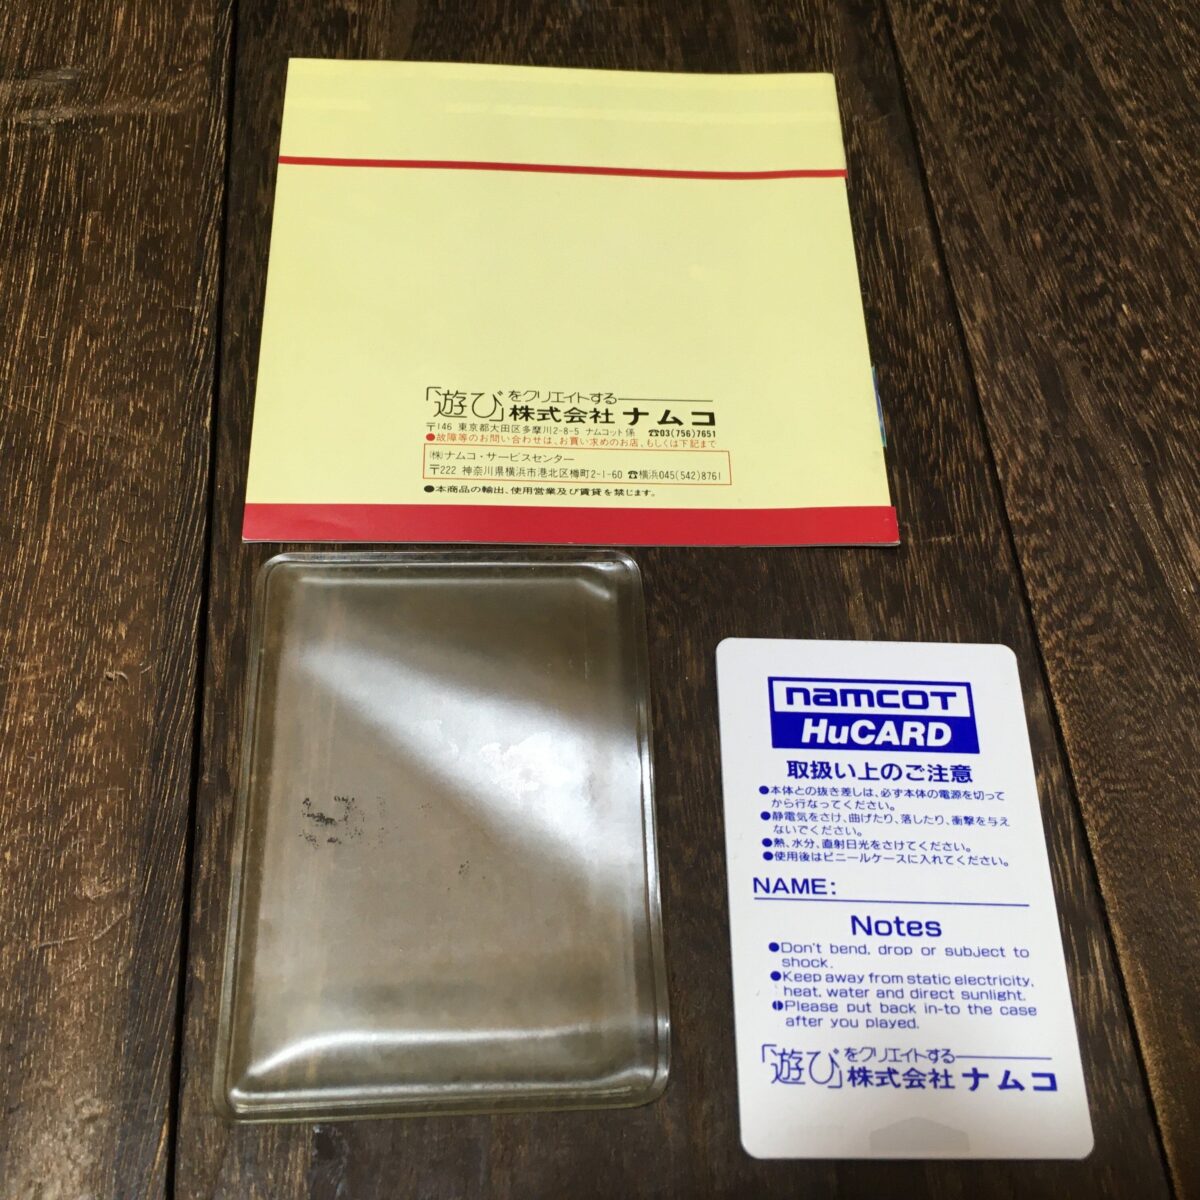 「遊び」をクリエイトする
株式会社 ナムコ
〒146 東京都大田区多摩川2-8-5 ナムコット係 ☎03(756)7651
●故障等のお問い合わせは、お買い求めのお店、もしくは下記まで
(株)ナムコ・サービスセンター
〒222 神奈川県横浜市港北区樽町2-1-60 ☎横浜045(542)8761
●本商品の輸出、使用営業及び賃貸を禁じます。
namcot
HuCARD
取扱い上のご注意
●本体との抜き差しは、必ず本体の電源を切って
から行なってください。
●静電気をさけ、曲げたり、落したり、衝撃を与え
ないでください。
●熱、水分、直射日光をさけてください。
●使用後はビニールケースに入れてください。
NAME:
Notes
●Don't bend, drop or subject to
shock.
●Keep away from static electricity,
heat, water and direct sunlight.
●Please put back in-to the case
after you played.
「遊び」をクリエイトする
株式会社 ナムコ